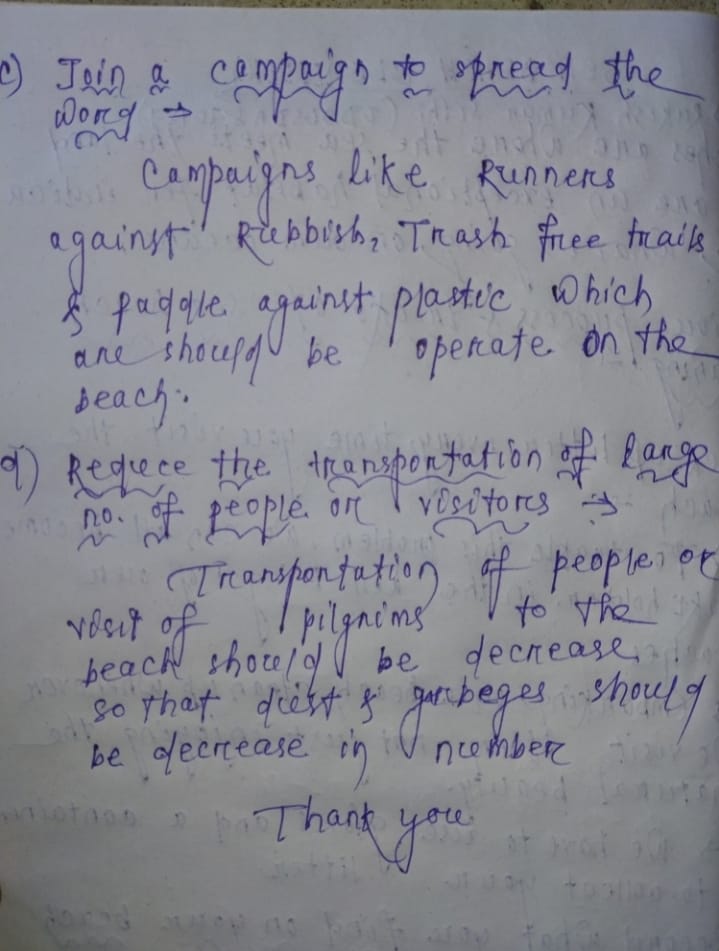 c) Join a campaign to spread the
word →
Campaigns like Runners
against Rubbish, Trash free trails
& paddle against plastic which
are should be operate on the
beach.
d) Reduce the transportation of large
no. of people or visitors →
Transportation of people or
visit of pilgrims to the
beach should be decrease.
so that dust & garbeges should
be decrease in number
Thank you